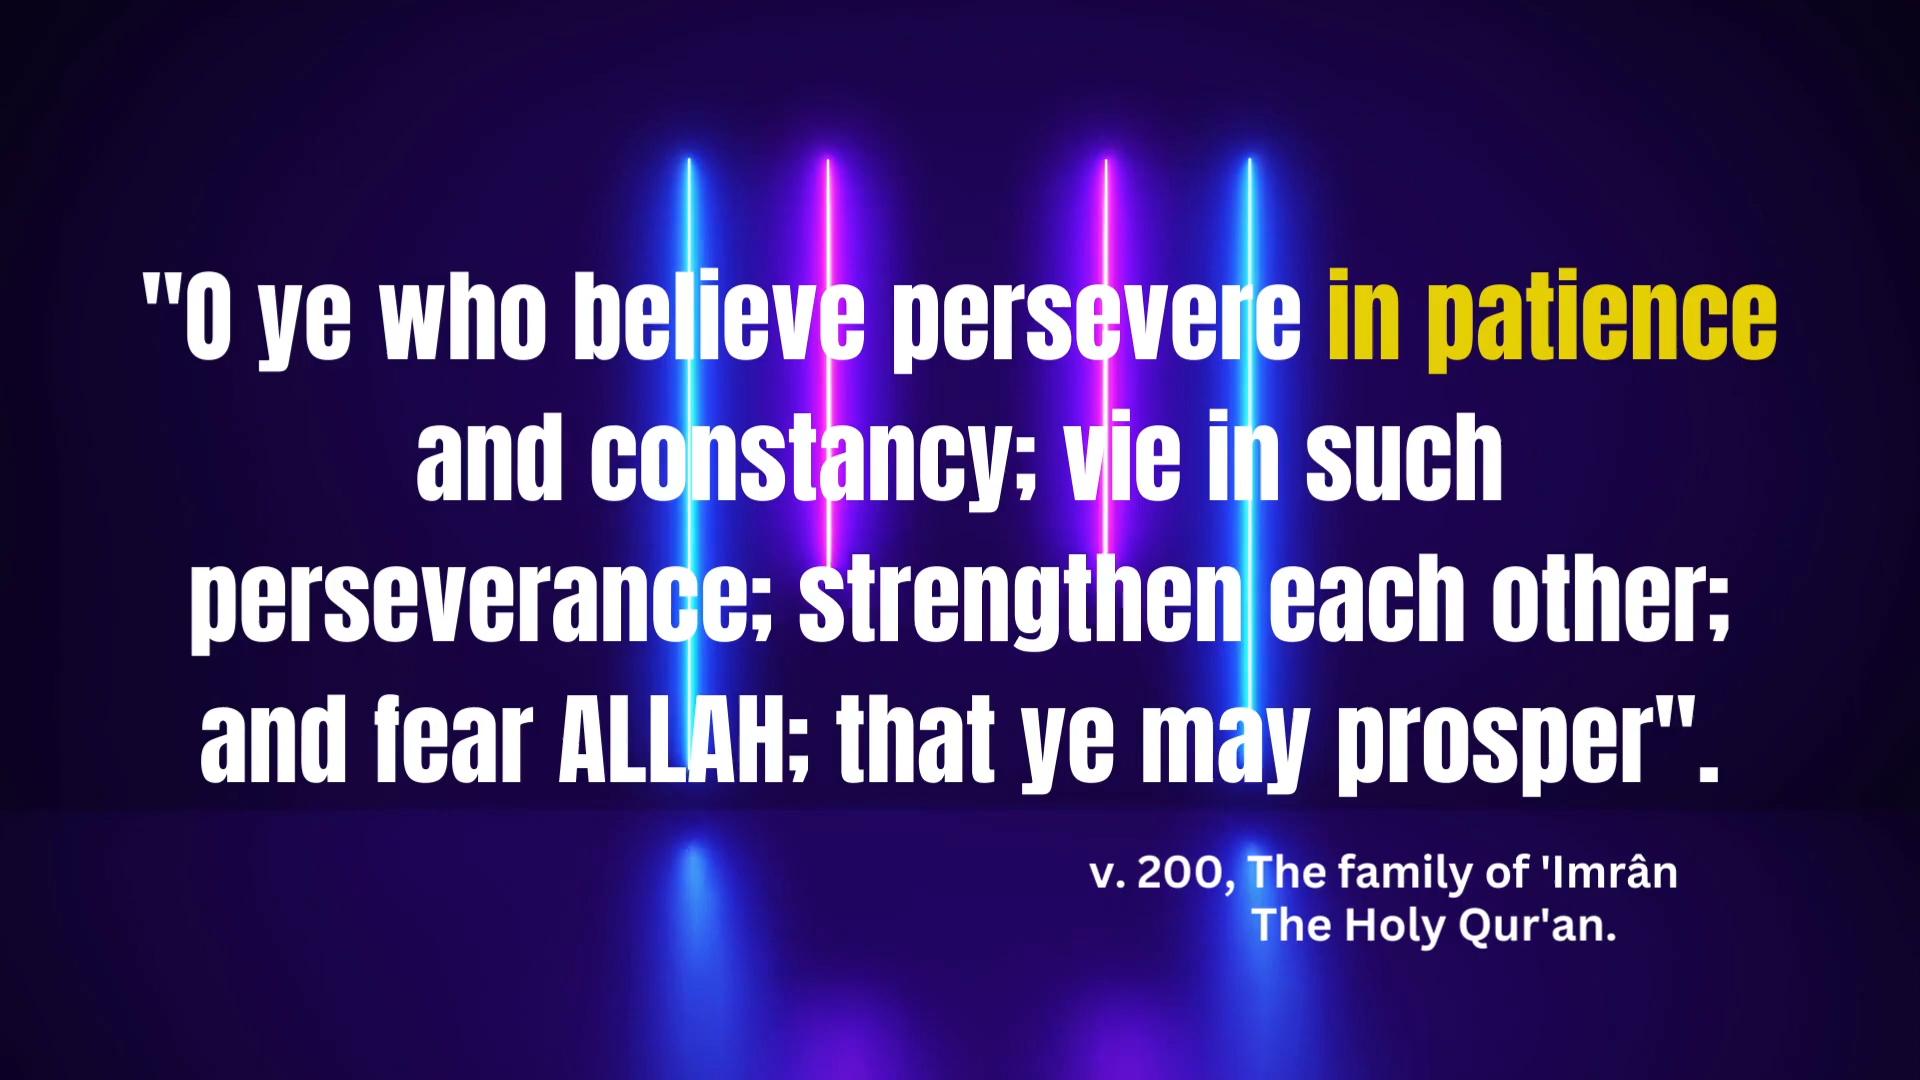 "O ye who believe persevere in patience
and constancy; vie in such
perseverance; strengthen each other;
and fear ALLAH; that ye may prosper".
v. 200, The family of 'Imrân
The Holy Qur'an.